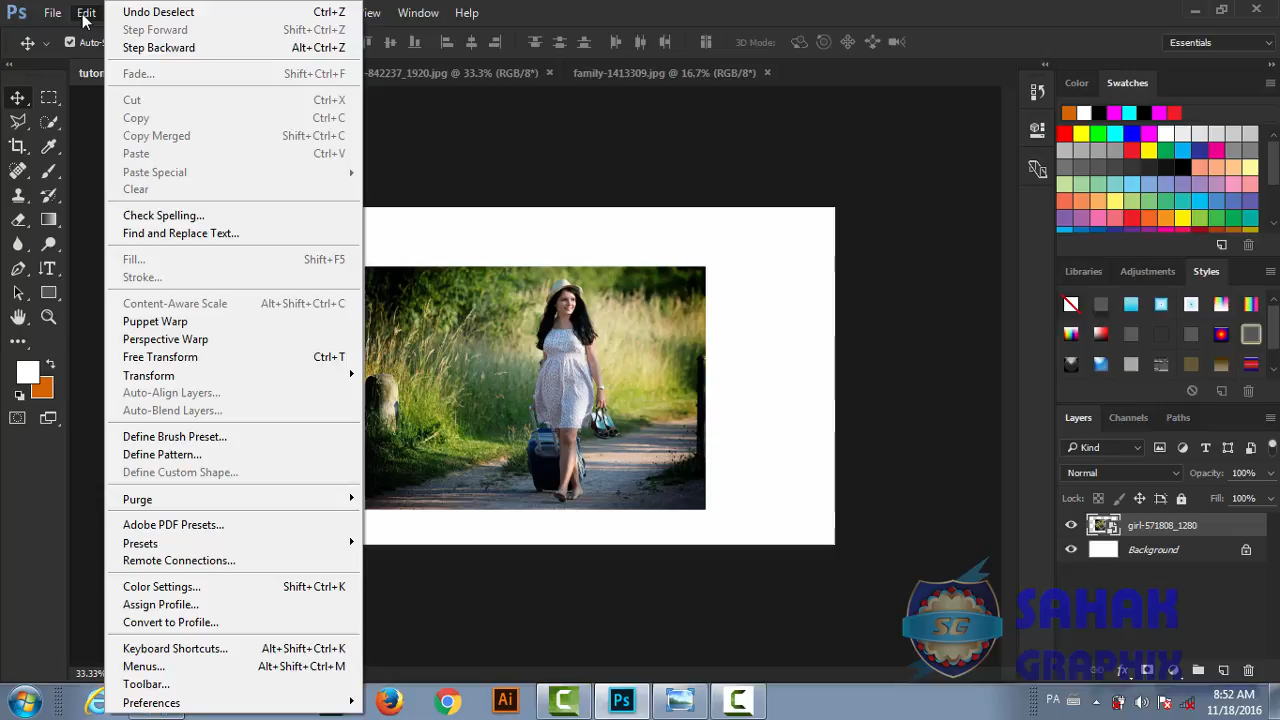 Ps File Edit View Window Help
Undo Deselect Ctrl+Z
Step Forward Shift+Ctrl+Z
Step Backward Alt+Ctrl+Z
Fade... Shift+Ctrl+F
Cut Ctrl+X
Copy Ctrl+C
Copy Merged Shift+Ctrl+C
Paste Ctrl+V
Paste Special
Clear
Check Spelling...
Find and Replace Text...
Fill... Shift+F5
Stroke...
Content-Aware Scale Alt+Shift+Ctrl+C
Puppet Warp
Perspective Warp
Free Transform Ctrl+T
Transform
Auto-Align Layers...
Auto-Blend Layers...
Define Brush Preset...
Define Pattern...
Define Custom Shape...
Purge
Adobe PDF Presets...
Presets
Remote Connections...
Color Settings... Shift+Ctrl+K
Assign Profile...
Convert to Profile...
Keyboard Shortcuts... Alt+Shift+Ctrl+K
Menus... Alt+Shift+Ctrl+M
Toolbar...
Preferences
Auto-S
3D Mode:
Essentials
tutor
-842237_1920.jpg @ 33.3% (RGB/8*) ×
family-1413309.jpg @ 16.7% (RGB/8*) ×
Color Swatches
Libraries Adjustments Styles
Layers Channels Paths
Kind
Normal Opacity: 100%
Lock: Fill: 100%
girl-571808_1280
Background
SG
SAHAK
GRAPHIX
33.33%
Ai
Ps
PA
8:52 AM
11/18/2016